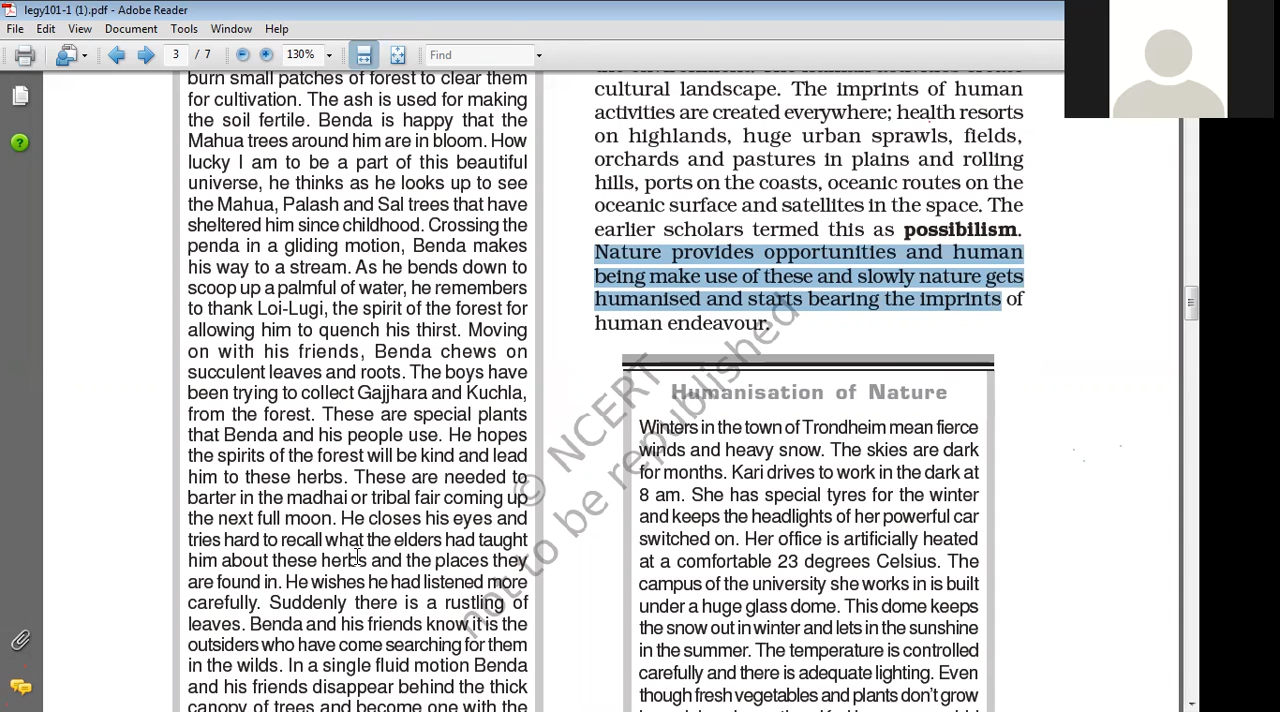 legy101-1 (1).pdf - Adobe Reader
File Edit View Document Tools Window Help
3 / 7 130% Find
burn small patches of forest to clear them
for cultivation. The ash is used for making
the soil fertile. Benda is happy that the
Mahua trees around him are in bloom. How
lucky I am to be a part of this beautiful
universe, he thinks as he looks up to see
the Mahua, Palash and Sal trees that have
sheltered him since childhood. Crossing the
penda in a gliding motion, Benda makes
his way to a stream. As he bends down to
scoop up a palmful of water, he remembers
to thank Loi-Lugi, the spirit of the forest for
allowing him to quench his thirst. Moving
on with his friends, Benda chews on
succulent leaves and roots. The boys have
been trying to collect Gajjhara and Kuchla,
from the forest. These are special plants
that Benda and his people use. He hopes
the spirits of the forest will be kind and lead
him to these herbs. These are needed to
barter in the madhai or tribal fair coming up
the next full moon. He closes his eyes and
tries hard to recall what the elders had taught
him about these herbs and the places they
are found in. He wishes he had listened more
carefully. Suddenly there is a rustling of
leaves. Benda and his friends know it is the
outsiders who have come searching for them
in the wilds. In a single fluid motion Benda
and his friends disappear behind the thick
canopy of trees and become one with the
cultural landscape. The imprints of human
activities are created everywhere; health resorts
on highlands, huge urban sprawls, fields,
orchards and pastures in plains and rolling
hills, ports on the coasts, oceanic routes on the
oceanic surface and satellites in the space. The
earlier scholars termed this as possibilism.
Nature provides opportunities and human
being make use of these and slowly nature gets
humanised and starts bearing the imprints of
human endeavour.
Humanisation of Nature
Winters in the town of Trondheim mean fierce
winds and heavy snow. The skies are dark
for months. Kari drives to work in the dark at
8 am. She has special tyres for the winter
and keeps the headlights of her powerful car
switched on. Her office is artificially heated
at a comfortable 23 degrees Celsius. The
campus of the university she works in is built
under a huge glass dome. This dome keeps
the snow out in winter and lets in the sunshine
in the summer. The temperature is controlled
carefully and there is adequate lighting. Even
though fresh vegetables and plants don't grow
© NCERT
not to be republished